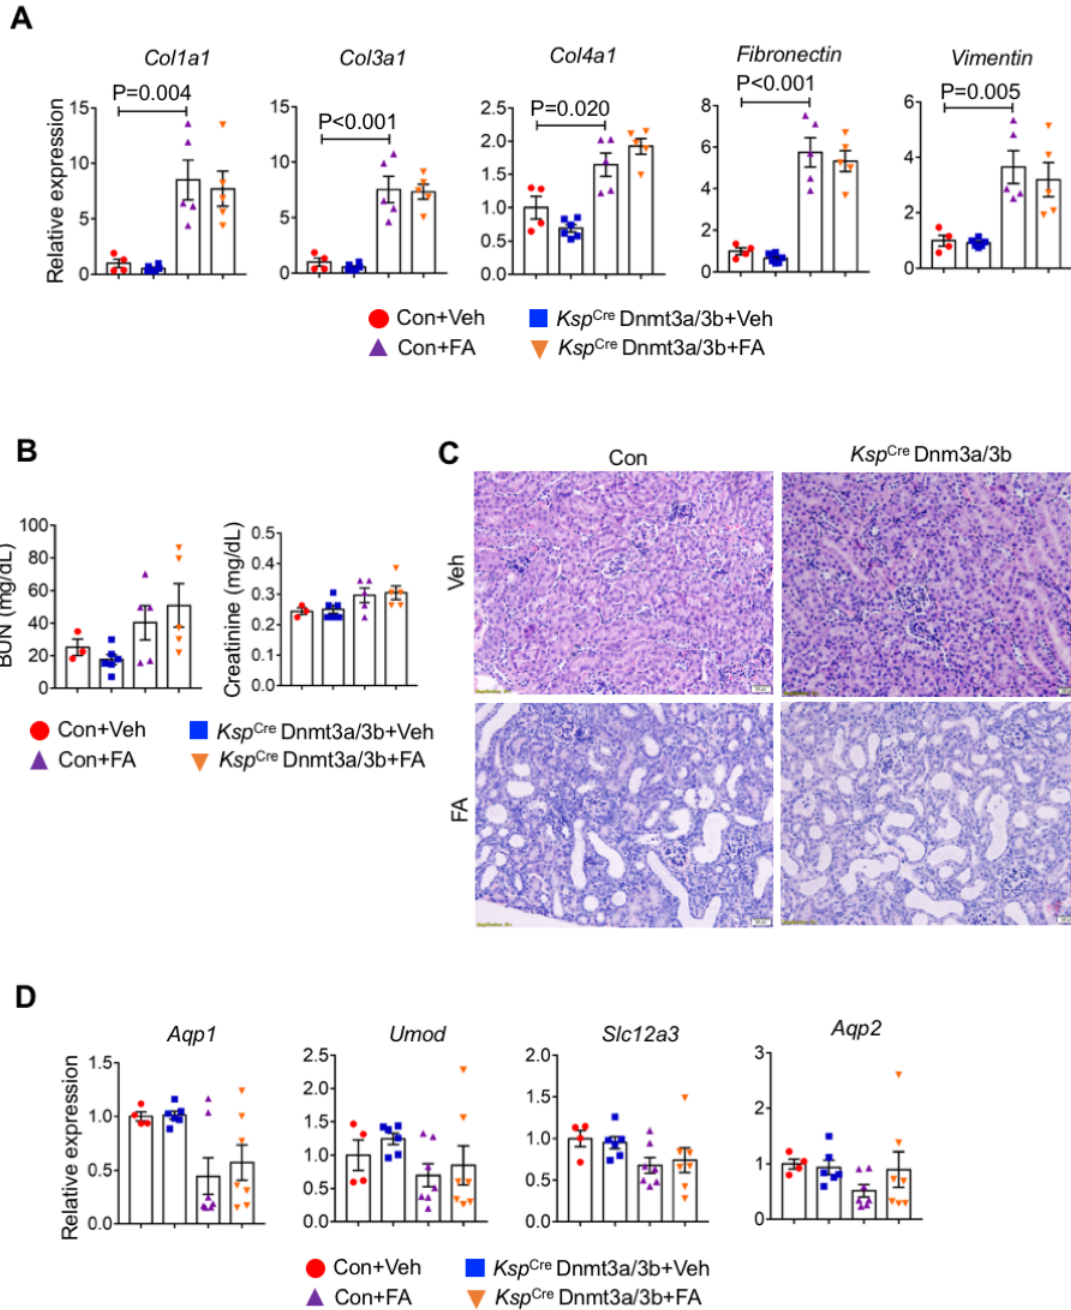 A
Col1a1
Col3a1
Col4a1
Fibronectin
Vimentin
Relative expression
P=0.004
15
10
5
0
P<0.001
15
10
5
0
P=0.020
2.5
2.0
1.5
1.0
0.5
0.0
P<0.001
8
6
4
2
0
P=0.005
6
4
2
0
Con+Veh
KspCre Dnmt3a/3b+Veh
Con+FA
KspCre Dnmt3a/3b+FA
B
BUN (mg/dL)
100
80
60
40
20
0
Creatinine (mg/dL)
0.5
0.4
0.3
0.2
0.1
0.0
Con+Veh
KspCre Dnmt3a/3b+Veh
Con+FA
KspCre Dnmt3a/3b+FA
C
Con
KspCre Dnm3a/3b
Veh
FA
D
Aqp1
Umod
Slc12a3
Aqp2
Relative expression
1.5
1.0
0.5
0.0
2.5
2.0
1.5
1.0
0.5
0.0
2.0
1.5
1.0
0.5
0.0
3
2
1
0
Con+Veh
KspCre Dnmt3a/3b+Veh
Con+FA
KspCre Dnmt3a/3b+FA